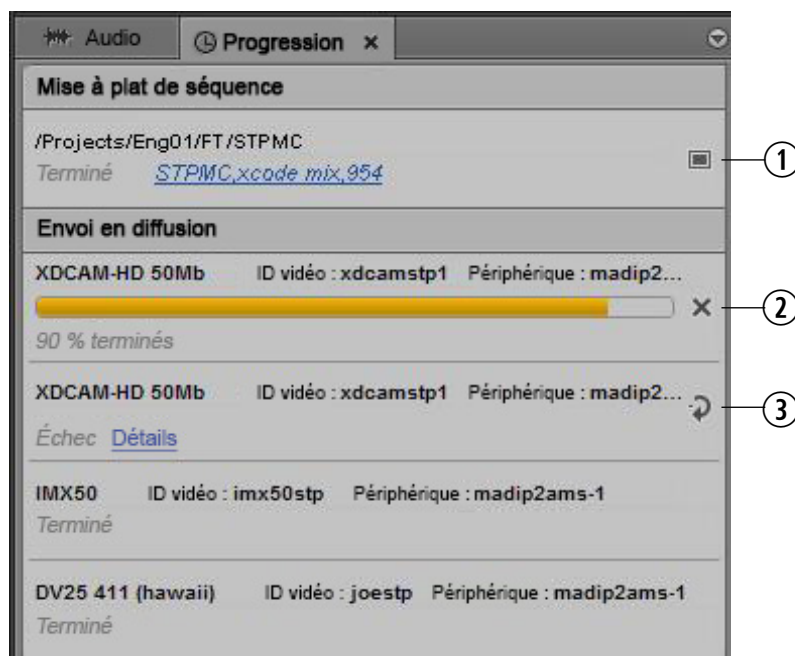 Audio
Progression
Mise à plat de séquence
/Projects/Eng01/FT/STPMC
Terminé STPMC,xcode mix,954
1
Envoi en diffusion
XDCAM-HD 50Mb ID vidéo : xdcamstp1 Périphérique : madip2...
2
90 % terminés
XDCAM-HD 50Mb ID vidéo : xdcamstp1 Périphérique : madip2...
3
Échec Détails
IMX50 ID vidéo : imx50stp Périphérique : madip2ams-1
Terminé
DV25 411 (hawaii) ID vidéo : joestp Périphérique : madip2ams-1
Terminé